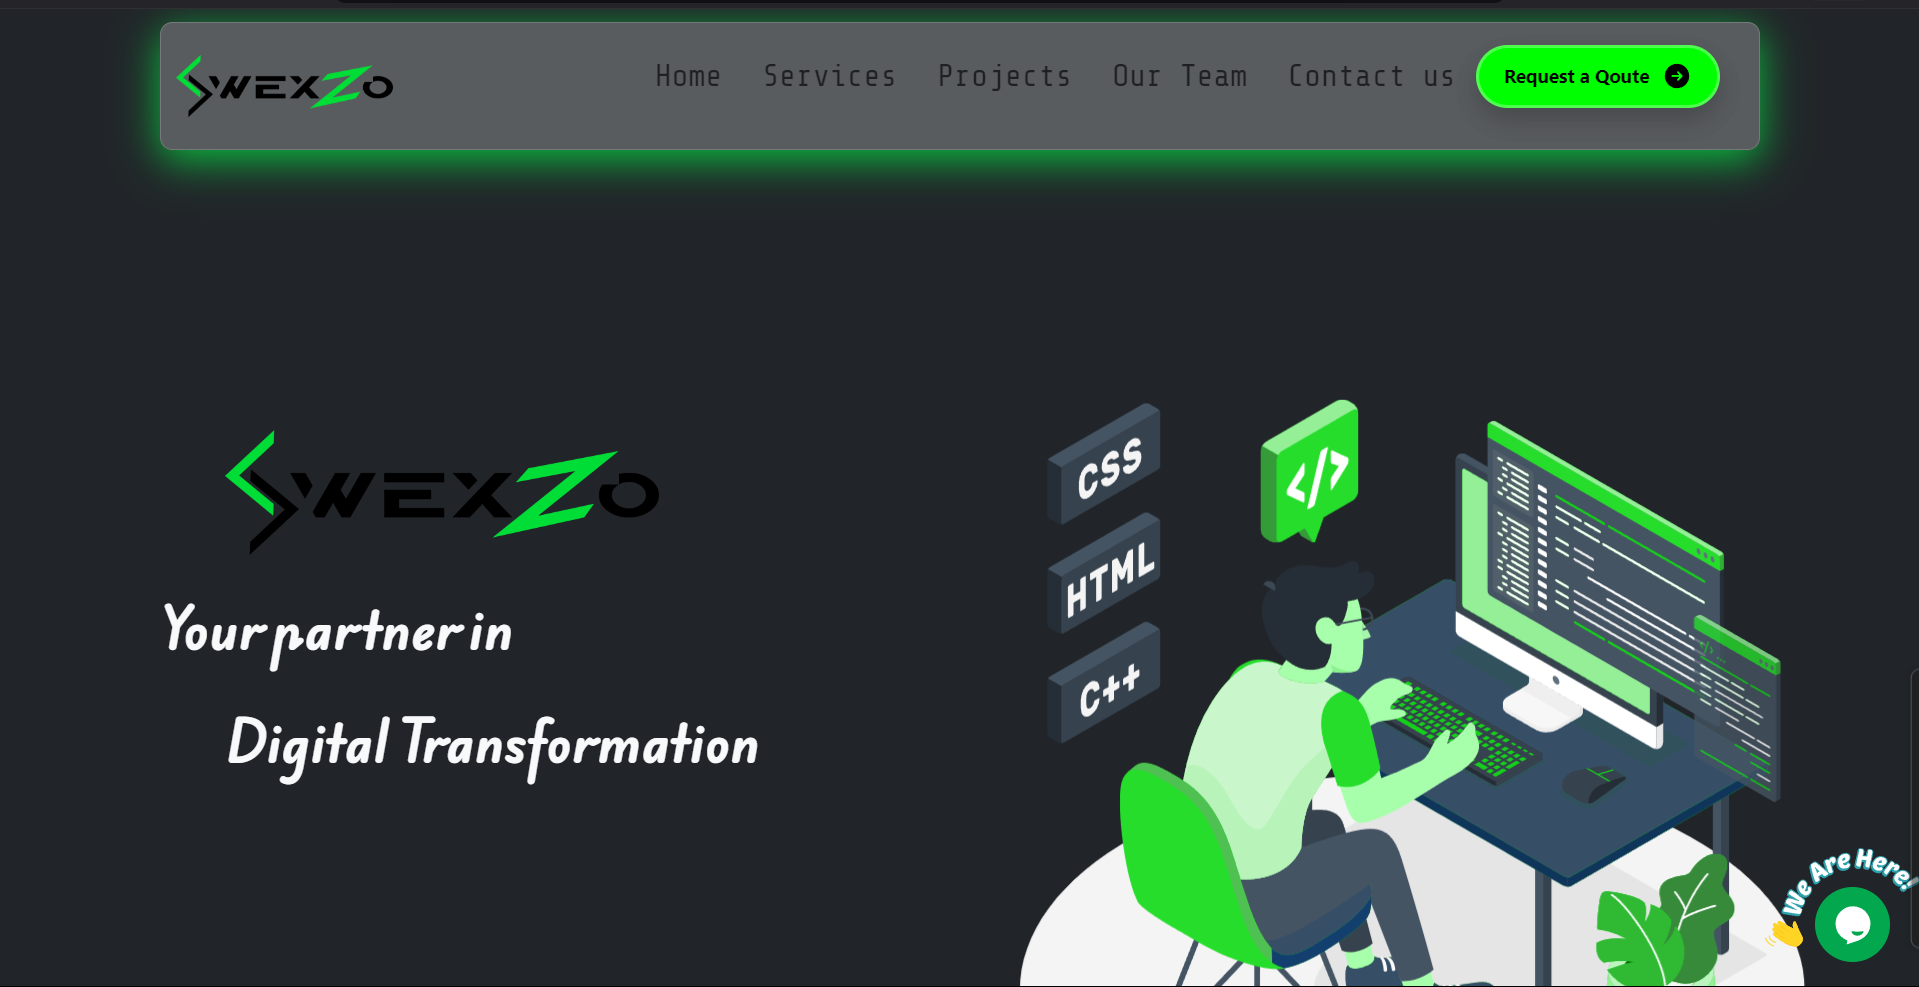 SWEXZO
Home Services Projects Our Team Contact us Request a Qoute
SWEXZO
Your partner in
Digital Transformation
CSS
</>
HTML
C++
We Are Here!